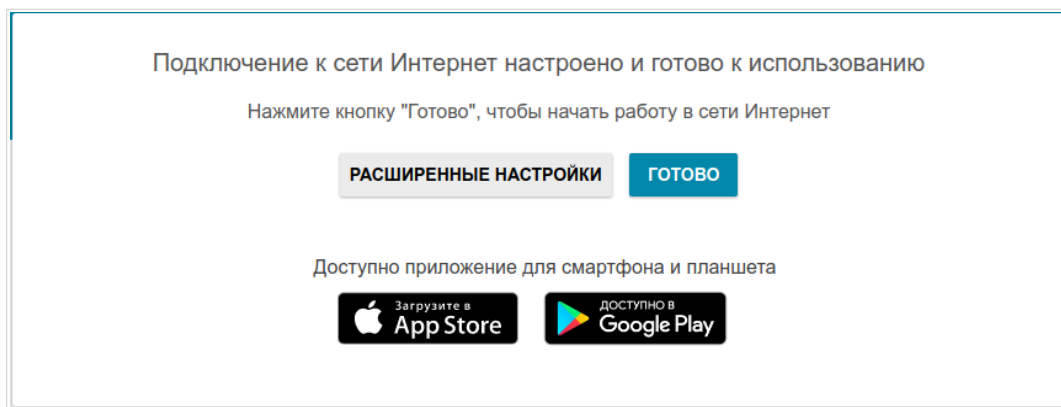 Подключение к сети Интернет настроено и готово к использованию
Нажмите кнопку "Готово", чтобы начать работу в сети Интернет
РАСШИРЕННЫЕ НАСТРОЙКИ ГОТОВО
Доступно приложение для смартфона и планшета
Загрузите в
App Store
ДОСТУПНО В
Google Play